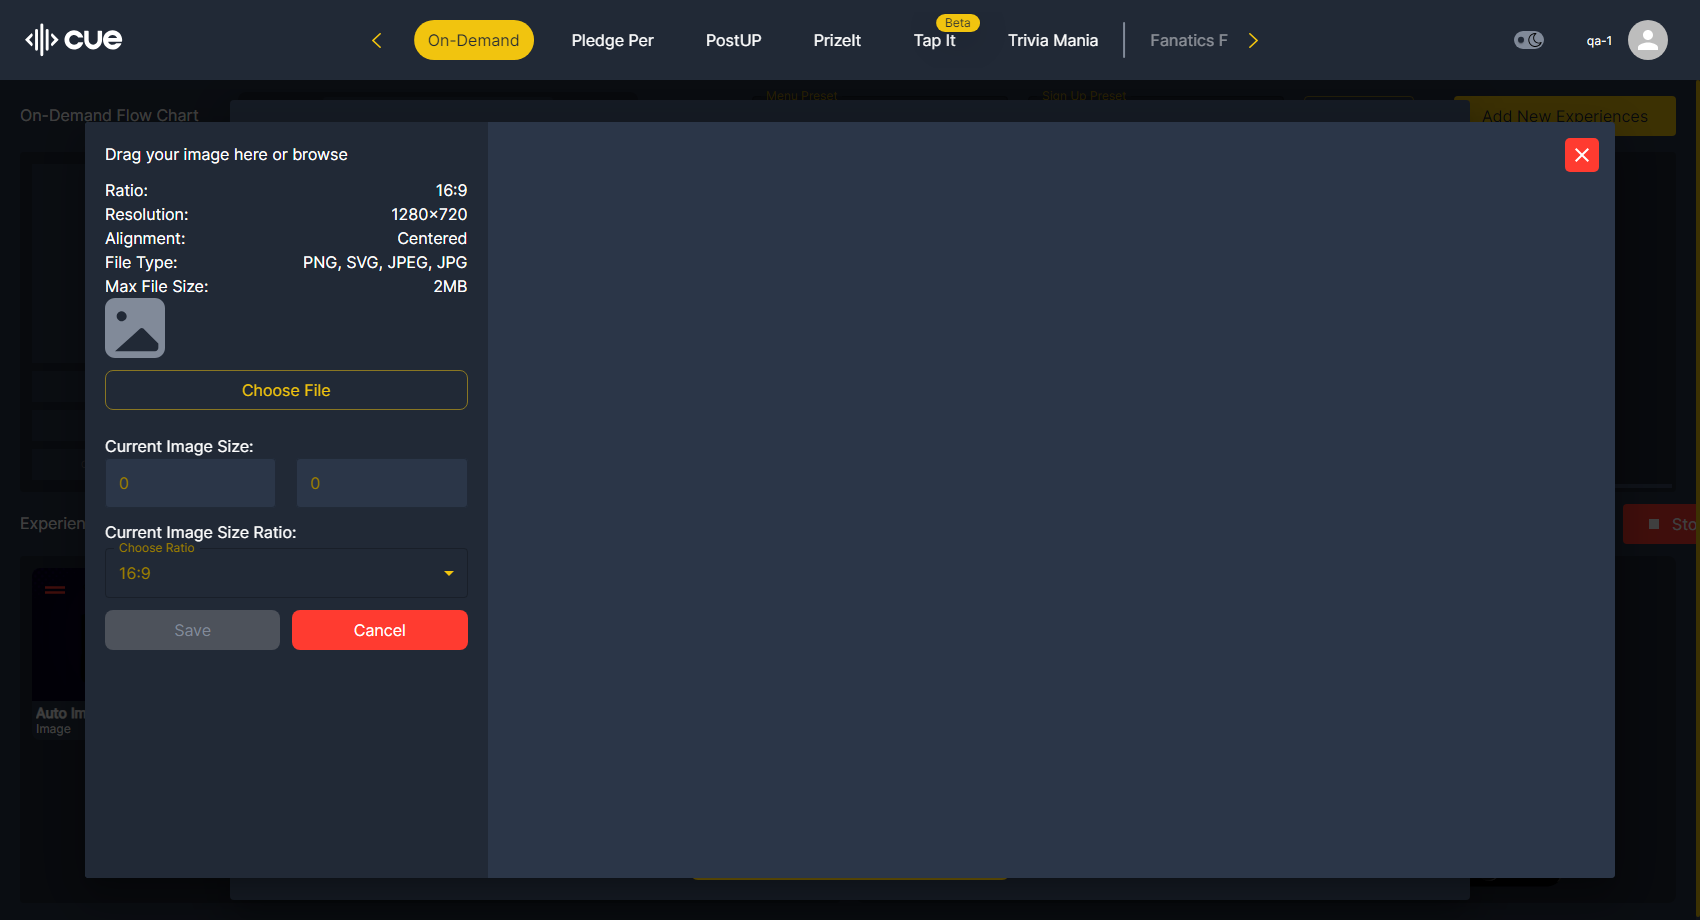 cue
On-Demand
Pledge Per
PostUP
PrizeIt
Beta
Tap It
Trivia Mania
Fanatics F
qa-1
On-Demand Flow Chart
Menu Preset
Sign Up Preset
Add New Experiences
Drag your image here or browse
Ratio: 16:9
Resolution: 1280×720
Alignment: Centered
File Type: PNG, SVG, JPEG, JPG
Max File Size: 2MB
Choose File
Current Image Size:
0 0
Experien
Sto
Current Image Size Ratio:
Choose Ratio
16:9
Save
Cancel
Auto Im
Image